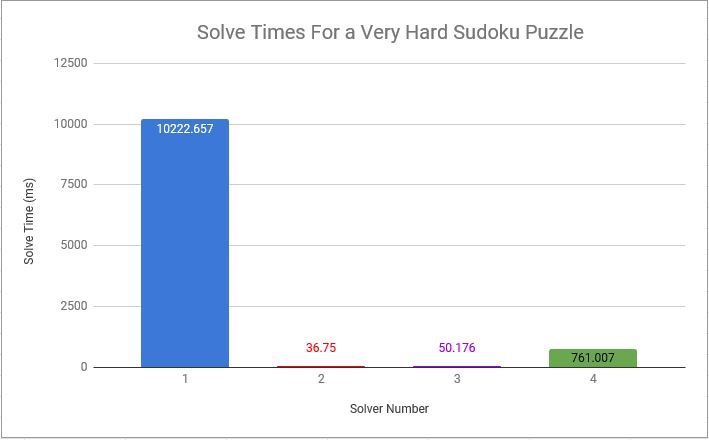 Solve Times For a Very Hard Sudoku Puzzle
12500
10000
7500
5000
2500
0
Solve Time (ms)
10222.657
36.75
50.176
761.007
1 2 3 4
Solver Number